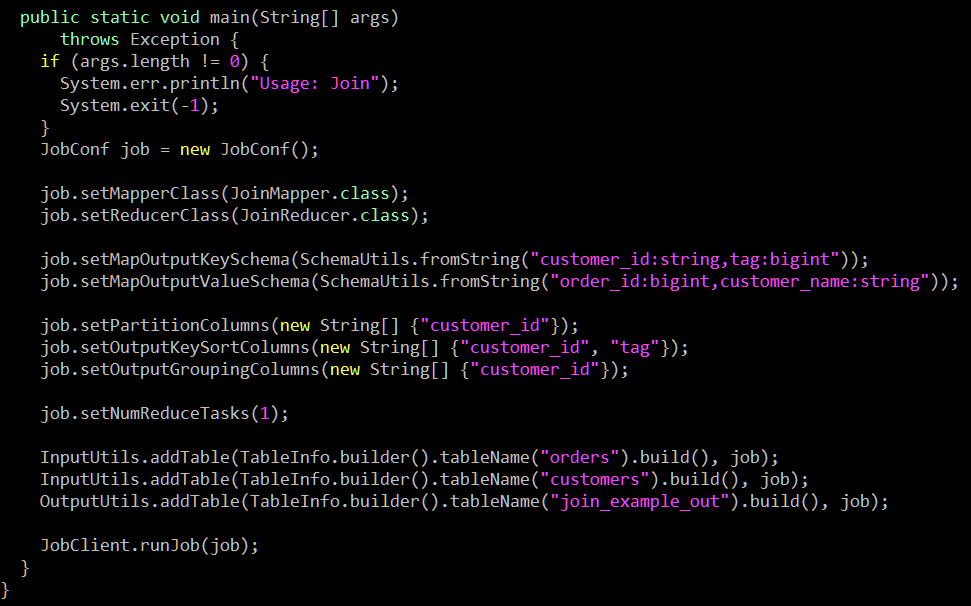 public static void main(String[] args)
throws Exception {
if (args.length != 0) {
System.err.println("Usage: Join");
System.exit(-1);
}
JobConf job = new JobConf();
job.setMapperClass(JoinMapper.class);
job.setReducerClass(JoinReducer.class);
job.setMapOutputKeySchema(SchemaUtils.fromString("customer_id:string,tag:bigint"));
job.setMapOutputValueSchema(SchemaUtils.fromString("order_id:bigint,customer_name:string"));
job.setPartitionColumns(new String[] {"customer_id"});
job.setOutputKeySortColumns(new String[] {"customer_id", "tag"});
job.setOutputGroupingColumns(new String[] {"customer_id"});
job.setNumReduceTasks(1);
InputUtils.addTable(TableInfo.builder().tableName("orders").build(), job);
InputUtils.addTable(TableInfo.builder().tableName("customers").build(), job);
OutputUtils.addTable(TableInfo.builder().tableName("join_example_out").build(), job);
JobClient.runJob(job);
}
}